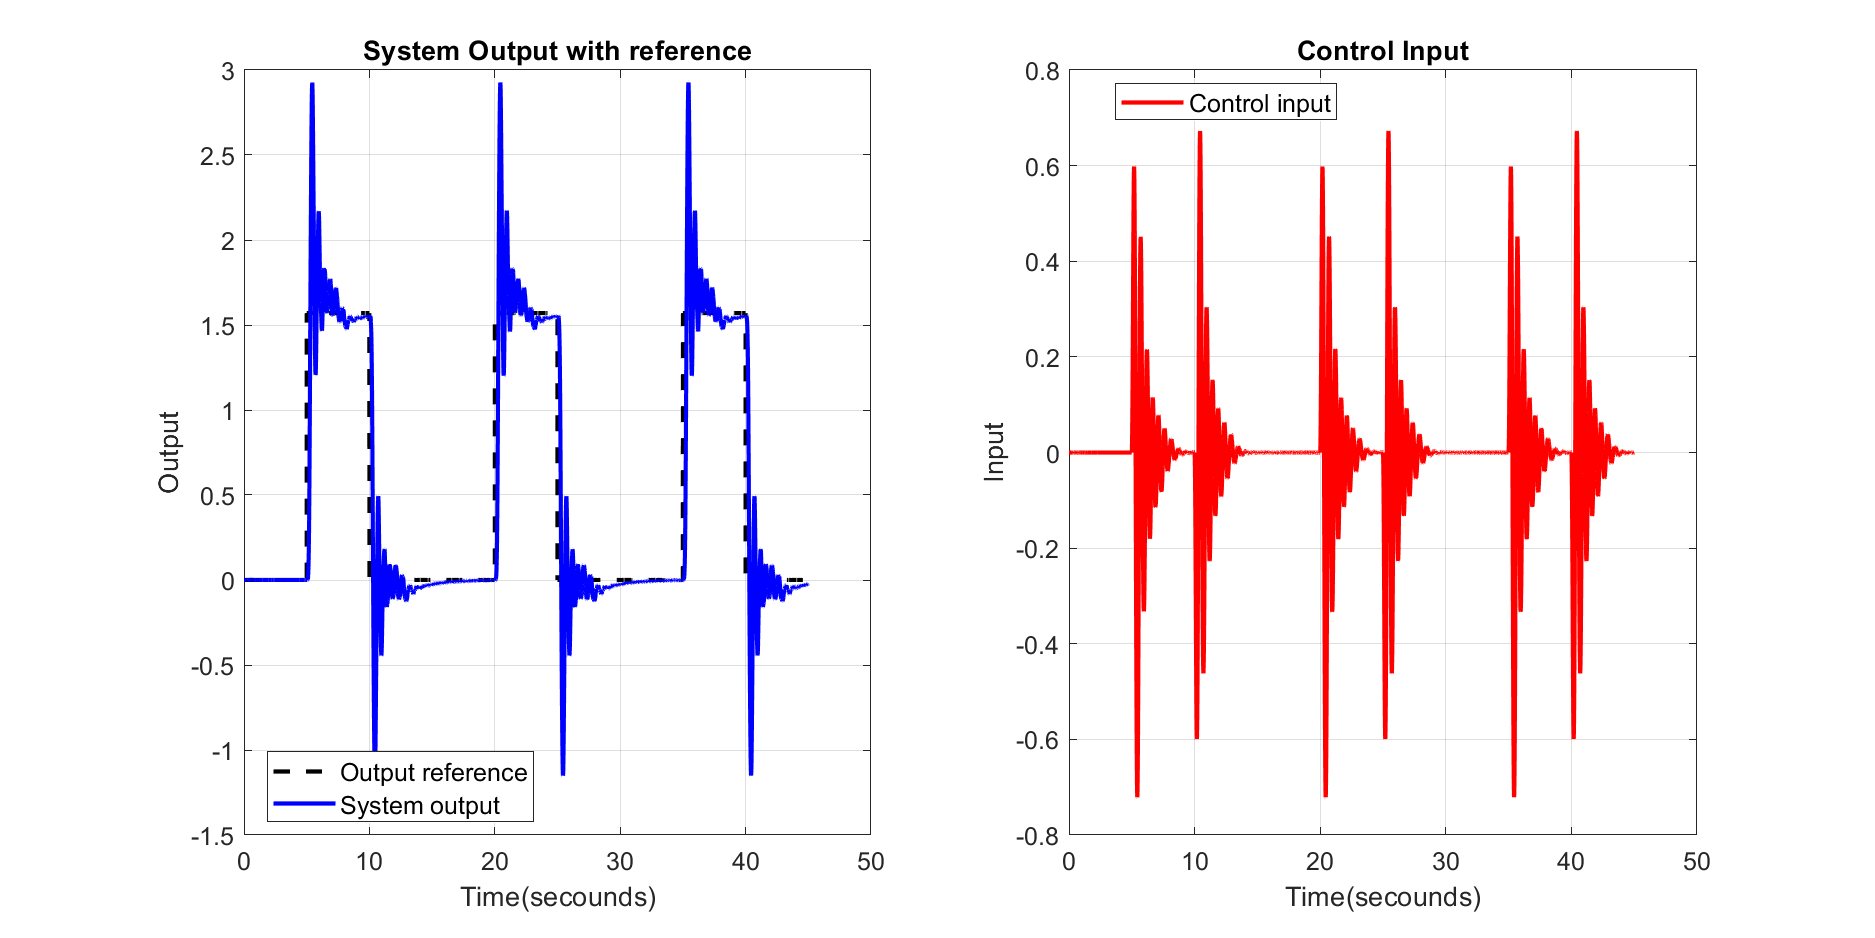 System Output with reference
3
2.5
2
1.5
1
0.5
0
-0.5
-1
-1.5
Output
Output reference
System output
0 10 20 30 40 50
Time(secounds)
Control Input
0.8
0.6
0.4
0.2
0
-0.2
-0.4
-0.6
-0.8
Input
Control input
0 10 20 30 40 50
Time(secounds)